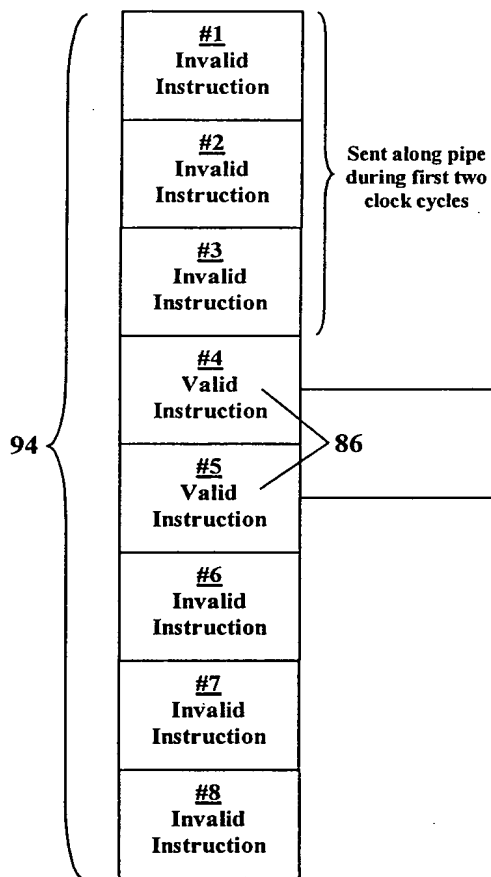 #1
Invalid
Instruction
#2
Invalid
Instruction
#3
Invalid
Instruction
Sent along pipe
during first two
clock cycles
#4
Valid
Instruction
94
86
#5
Valid
Instruction
#6
Invalid
Instruction
#7
Invalid
Instruction
#8
Invalid
Instruction